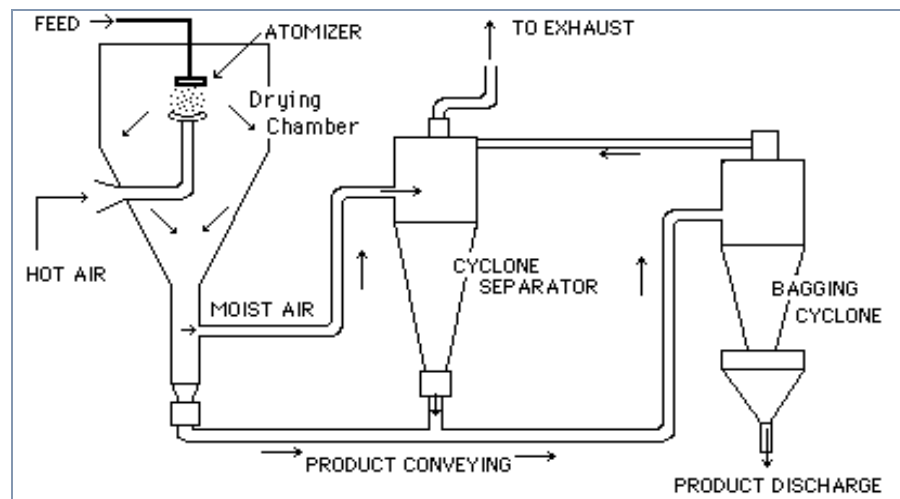 FEED
ATOMIZER
TO EXHAUST
Drying
Chamber
HOT AIR
MOIST AIR
CYCLONE
SEPARATOR
BAGGING
CYCLONE
PRODUCT CONVEYING
PRODUCT DISCHARGE